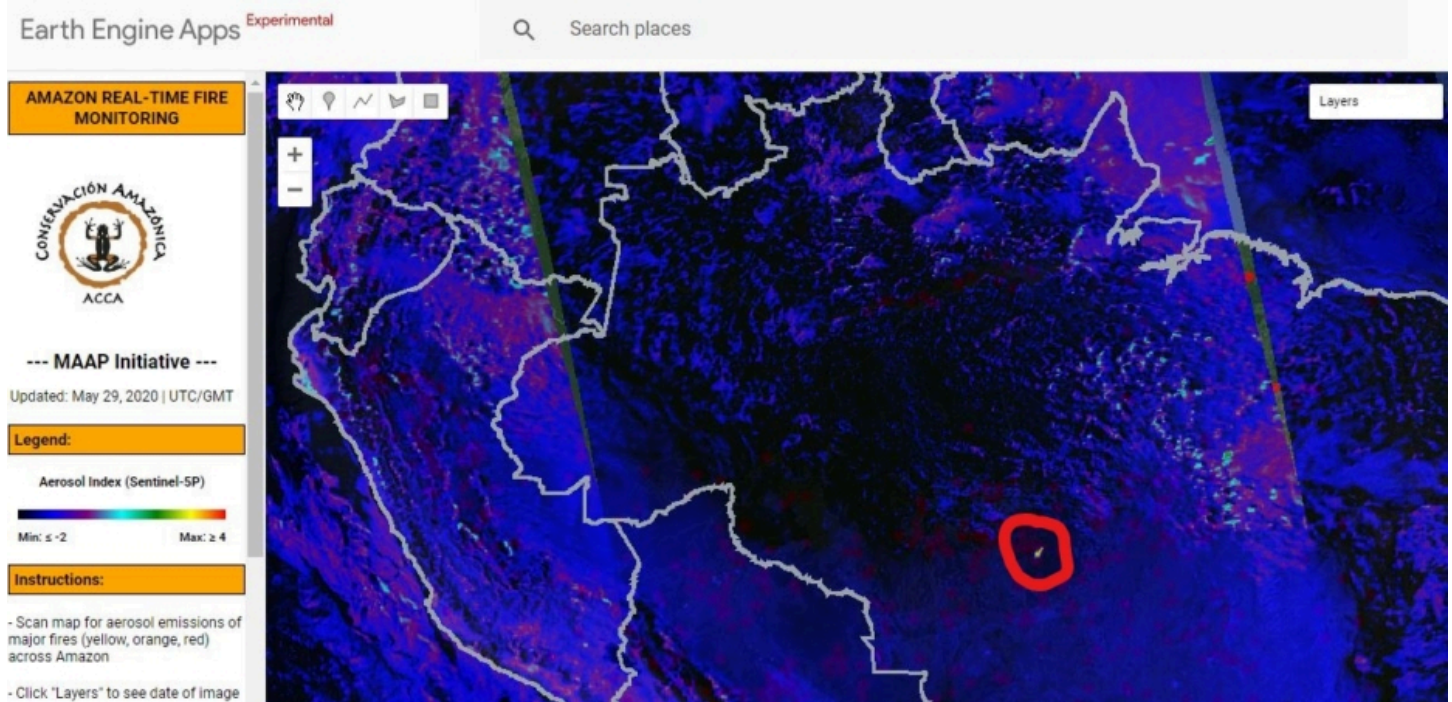 Earth Engine Apps Experimental
Search places
AMAZON REAL-TIME FIRE
MONITORING
CONSERVACIÓN AMAZÓNICA
ACCA
--- MAAP Initiative ---
Updated: May 29, 2020 | UTC/GMT
Legend:
Aerosol Index (Sentinel-5P)
Min: ≤ -2
Max: ≥ 4
Instructions:
- Scan map for aerosol emissions of
major fires (yellow, orange, red)
across Amazon
- Click "Layers" to see date of image
Layers